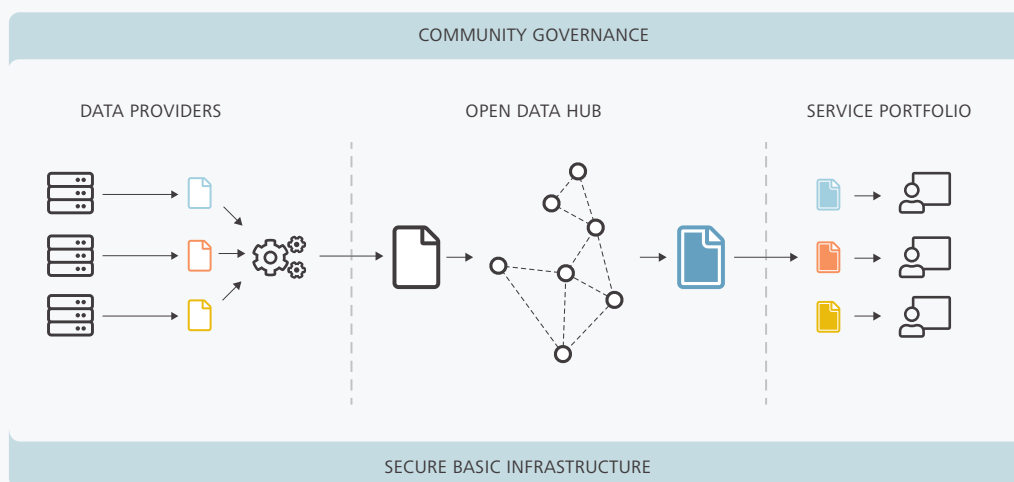 COMMUNITY GOVERNANCE
DATA PROVIDERS
OPEN DATA HUB
SERVICE PORTFOLIO
SECURE BASIC INFRASTRUCTURE